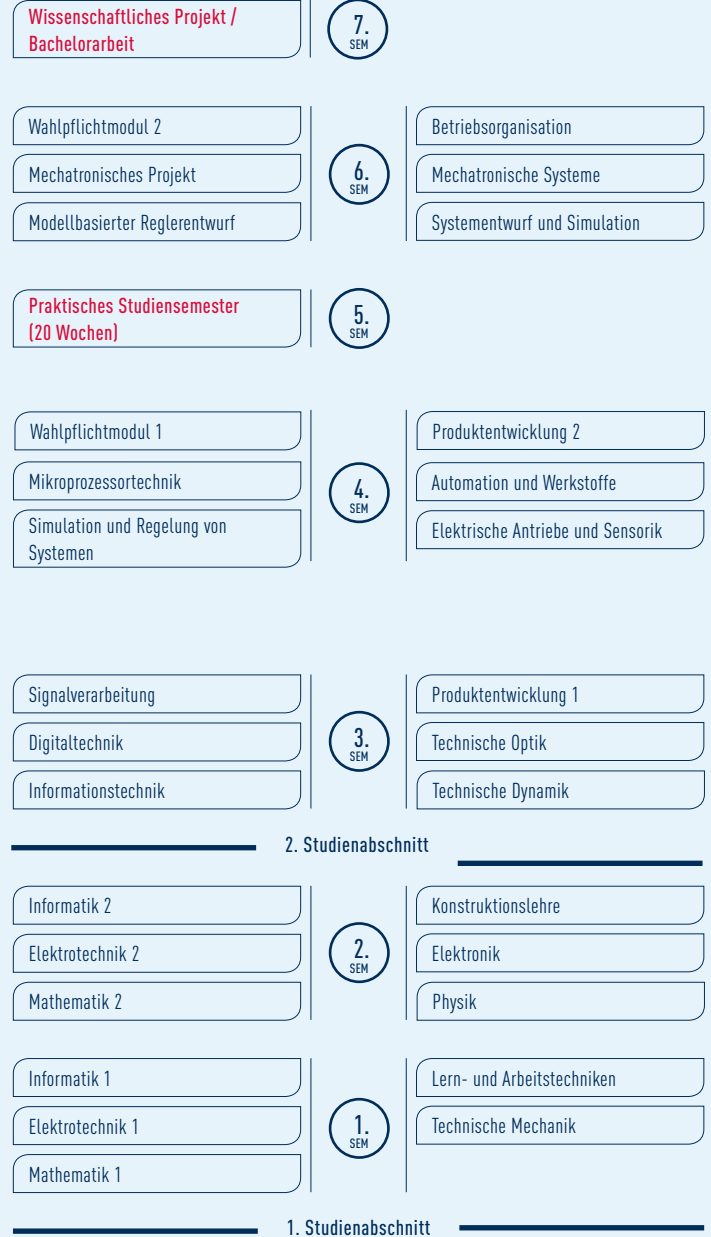 Wissenschaftliches Projekt /
Bachelorarbeit
7.
SEM
Wahlpflichtmodul 2
Mechatronisches Projekt
Modellbasierter Reglerentwurf
6.
SEM
Betriebsorganisation
Mechatronische Systeme
Systementwurf und Simulation
Praktisches Studiensemester
(20 Wochen)
5.
SEM
Wahlpflichtmodul 1
Mikroprozessortechnik
Simulation und Regelung von
Systemen
4.
SEM
Produktentwicklung 2
Automation und Werkstoffe
Elektrische Antriebe und Sensorik
Signalverarbeitung
Digitaltechnik
Informationstechnik
3.
SEM
Produktentwicklung 1
Technische Optik
Technische Dynamik
2. Studienabschnitt
Informatik 2
Elektrotechnik 2
Mathematik 2
2.
SEM
Konstruktionslehre
Elektronik
Physik
Informatik 1
Elektrotechnik 1
Mathematik 1
1.
SEM
Lern- und Arbeitstechniken
Technische Mechanik
1. Studienabschnitt